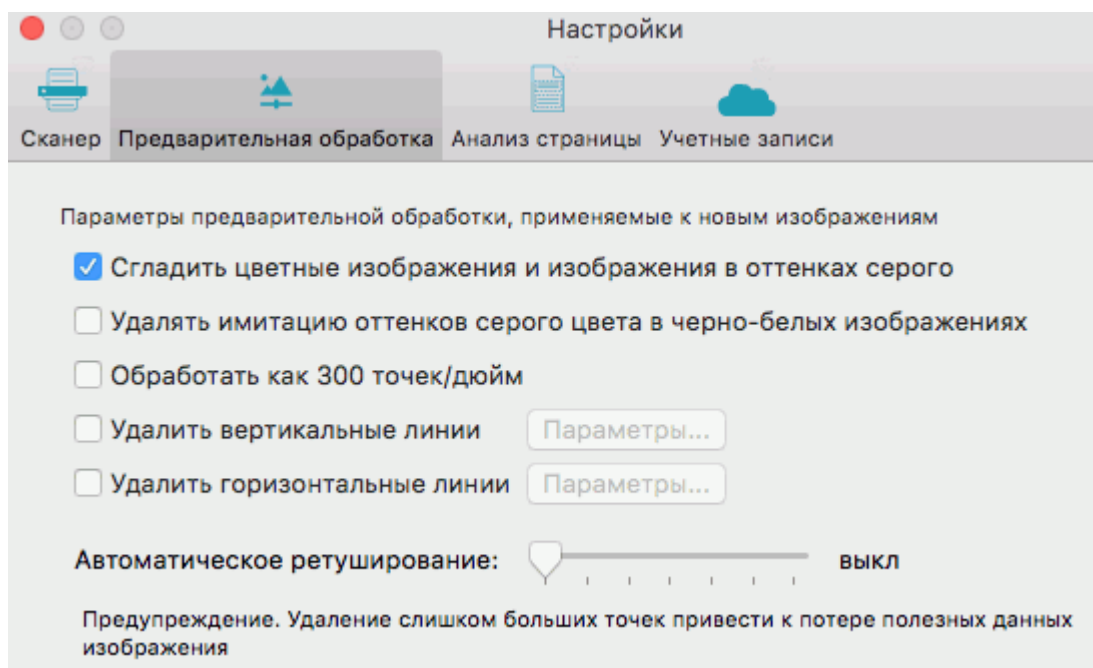 Настройки
Сканер Предварительная обработка Анализ страницы Учетные записи
Параметры предварительной обработки, применяемые к новым изображениям
Сгладить цветные изображения и изображения в оттенках серого
Удалять имитацию оттенков серого цвета в черно-белых изображениях
Обработать как 300 точек/дюйм
Удалить вертикальные линии Параметры...
Удалить горизонтальные линии Параметры...
Автоматическое ретуширование: выкл
Предупреждение. Удаление слишком больших точек привести к потере полезных данных
изображения